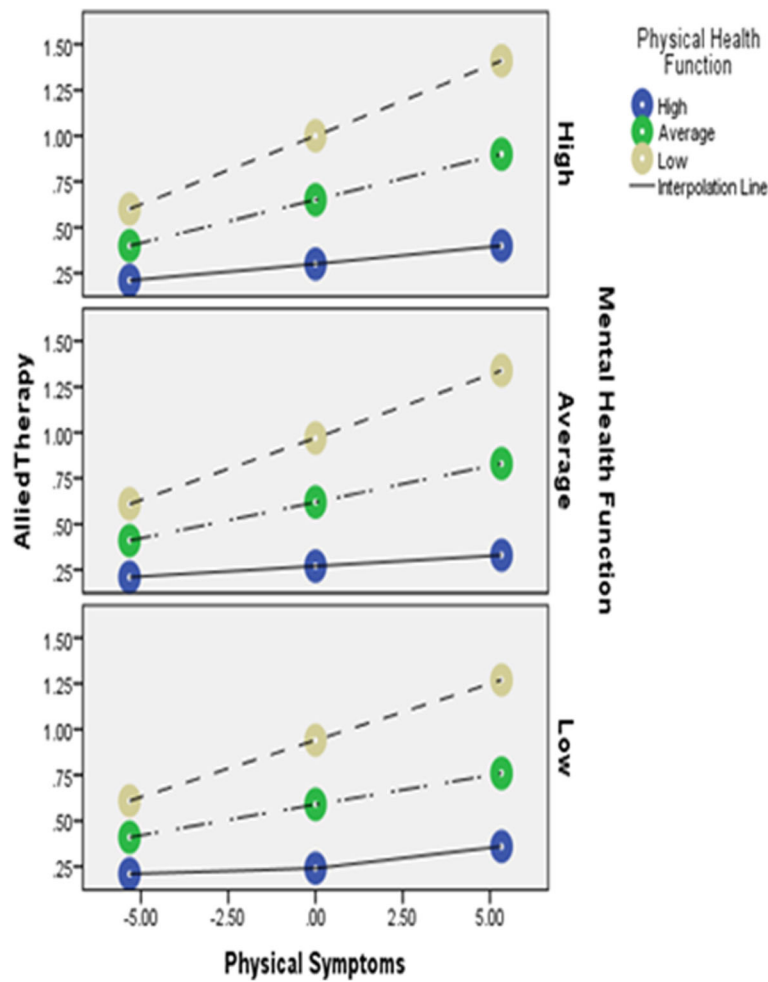 Physical Health
Function
High
Average
Low
Interpolation Line
1.50
1.25
1.00
.75
.50
.25
High
1.50
1.25
1.00
.75
.50
.25
Average
1.50
1.25
1.00
.75
.50
.25
Low
AlliedTherapy
Mental Health Function
-5.00 -2.50 .00 2.50 5.00
Physical Symptoms